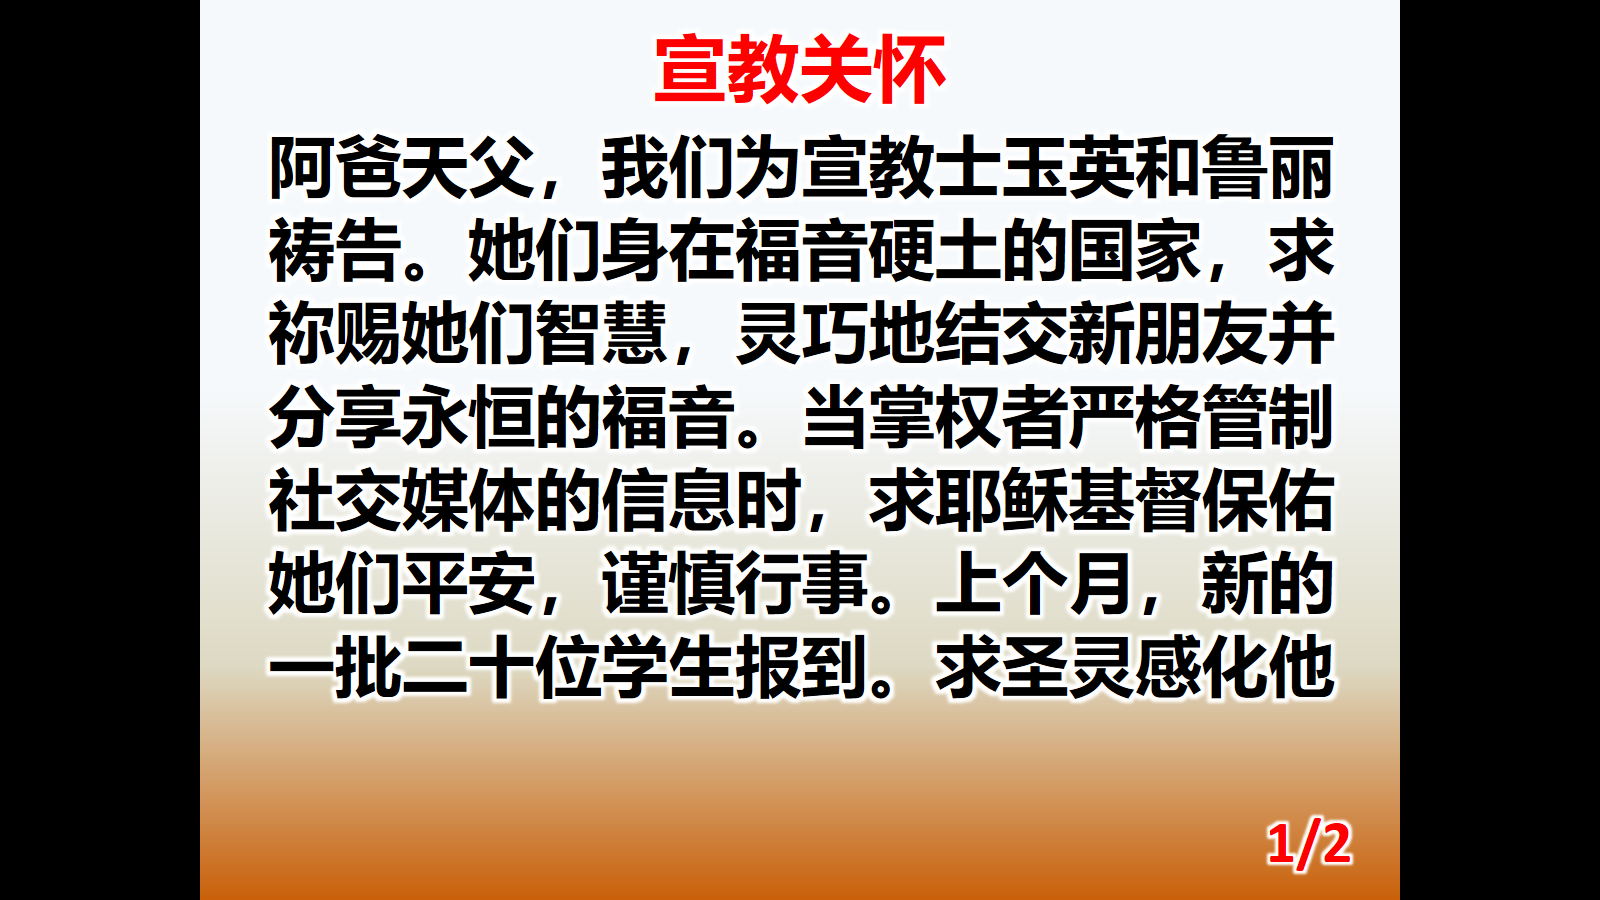 宣教关怀
阿爸天父，我们为宣教士玉英和鲁丽
祷告。她们身在福音硬土的国家，求
祢赐她们智慧，灵巧地结交新朋友并
分享永恒的福音。当掌权者严格管制
社交媒体的信息时，求耶稣基督保佑
她们平安，谨慎行事。上个月，新的
一批二十位学生报到。求圣灵感化他
1/2